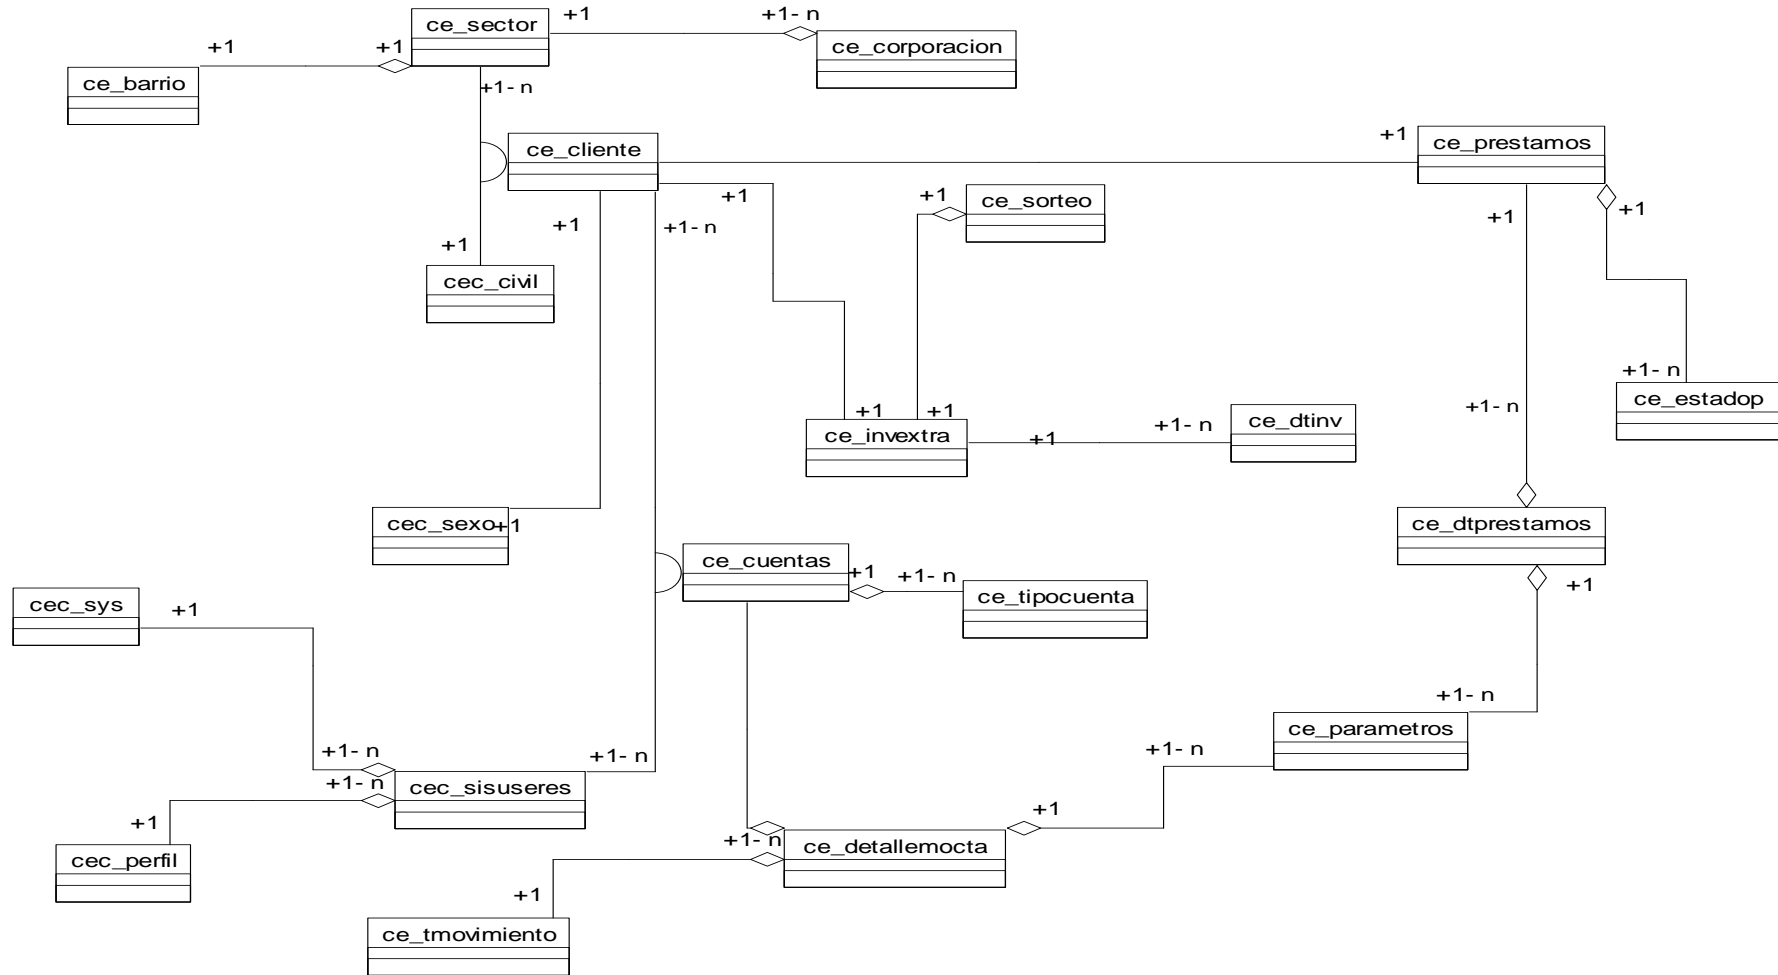 ce_sector
+1
+1- n
ce_corporacion
+1
+1
ce_barrio
+1- n
ce_cliente
+1
ce_prestamos
+1
+1
+1- n
+1
ce_sorteo
+1
+1
+1
cec_civil
+1- n
ce_estadop
+1
+1
ce_invextra
+1
+1- n
ce_dtinv
+1- n
cec_sexo
+1
ce_dtprestamos
ce_cuentas
+1
+1- n
ce_tipocuenta
+1
cec_sys
+1
+1- n
ce_parametros
+1- n
+1- n
+1- n
+1- n
cec_sisuseres
+1
+1
cec_perfil
+1- n
ce_detallemocta
+1
ce_tmovimiento